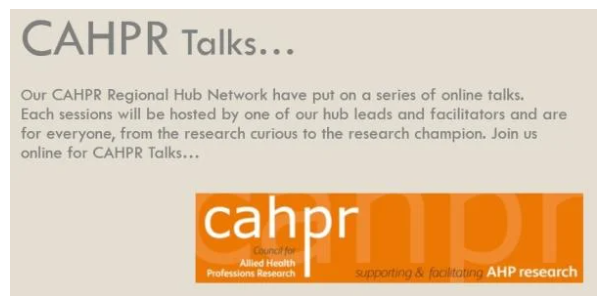 CAHPR Talks...
Our CAHPR Regional Hub Network have put on a series of online talks.
Each sessions will be hosted by one of our hub leads and facilitators and are
for everyone, from the research curious to the research champion. Join us
online for CAHPR Talks...
cahpr
Council for
Allied Health
Professions Research
supporting & facilitating AHP research